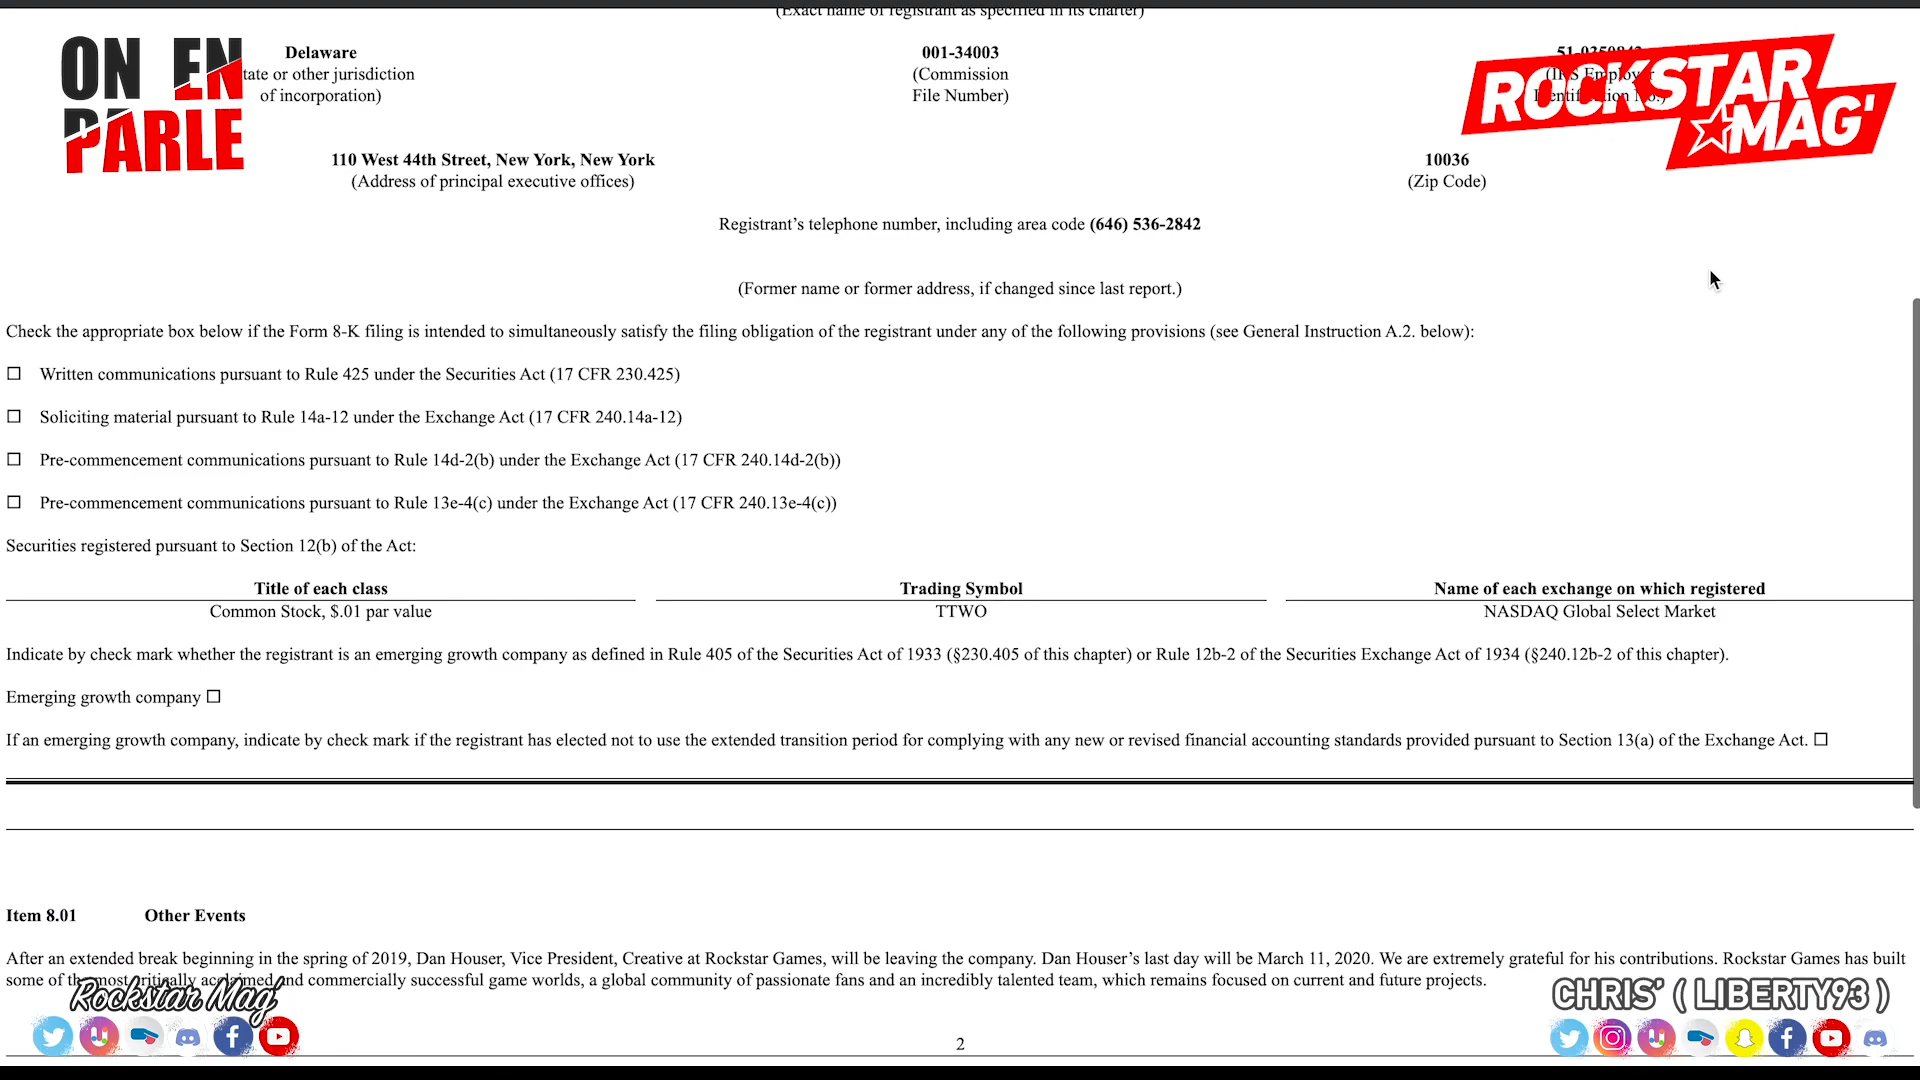 (Exact name of registrant as specified in its charter)
ON EN
PARLE
Delaware
tate or other jurisdiction
of incorporation)
001-34003
(Commission
File Number)
(IRS Employer
ROCKSTAR
MAG'
110 West 44th Street, New York, New York
(Address of principal executive offices)
10036
(Zip Code)
Registrant’s telephone number, including area code (646) 536-2842
(Former name or former address, if changed since last report.)
Check the appropriate box below if the Form 8-K filing is intended to simultaneously satisfy the filing obligation of the registrant under any of the following provisions (see General Instruction A.2. below):
☐ Written communications pursuant to Rule 425 under the Securities Act (17 CFR 230.425)
☐ Soliciting material pursuant to Rule 14a-12 under the Exchange Act (17 CFR 240.14a-12)
☐ Pre-commencement communications pursuant to Rule 14d-2(b) under the Exchange Act (17 CFR 240.14d-2(b))
☐ Pre-commencement communications pursuant to Rule 13e-4(c) under the Exchange Act (17 CFR 240.13e-4(c))
Securities registered pursuant to Section 12(b) of the Act:
Title of each class Trading Symbol Name of each exchange on which registered
Common Stock, $.01 par value TTWO NASDAQ Global Select Market
Indicate by check mark whether the registrant is an emerging growth company as defined in Rule 405 of the Securities Act of 1933 (§230.405 of this chapter) or Rule 12b-2 of the Securities Exchange Act of 1934 (§240.12b-2 of this chapter).
Emerging growth company ☐
If an emerging growth company, indicate by check mark if the registrant has elected not to use the extended transition period for complying with any new or revised financial accounting standards provided pursuant to Section 13(a) of the Exchange Act. ☐
Item 8.01 Other Events
After an extended break beginning in the spring of 2019, Dan Houser, Vice President, Creative at Rockstar Games, will be leaving the company. Dan Houser’s last day will be March 11, 2020. We are extremely grateful for his contributions. Rockstar Games has built
some of the most critically acclaimed and commercially successful game worlds, a global community of passionate fans and an incredibly talented team, which remains focused on current and future projects.
Rockstar Mag'
CHRIS’ ( LIBERTY93 )
2